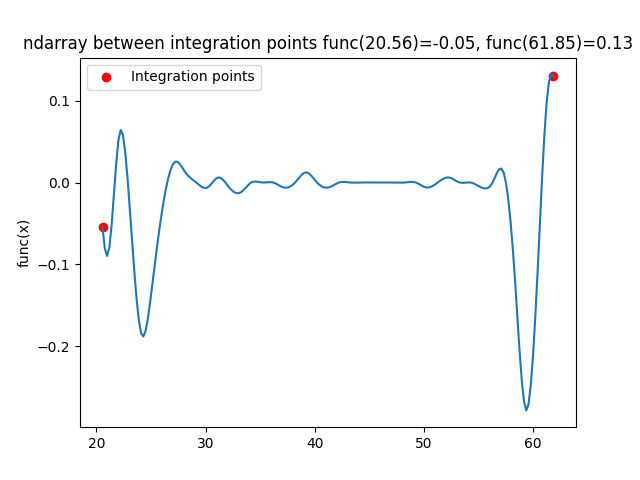 ndarray between integration points func(20.56)=-0.05, func(61.85)=0.13
Integration points
0.1
0.0
−0.1
−0.2
func(x)
20 30 40 50 60